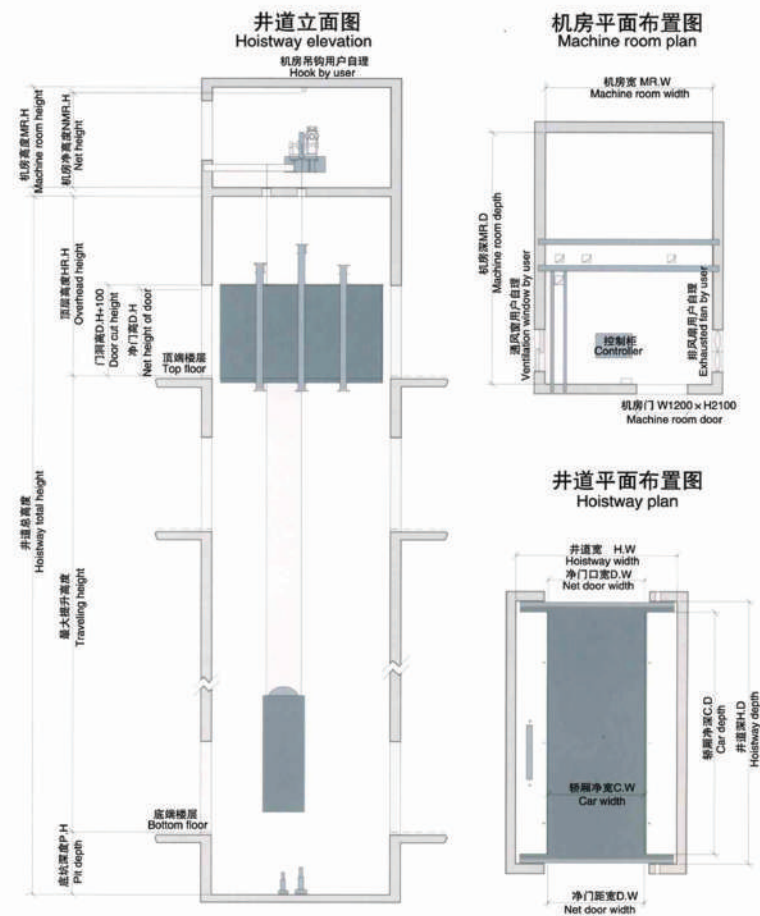 井道立面图
Hoistway elevation
机房吊钩用户自理
Hook by user
机房高度MR.H
Machine room height
机房净高度NMR.H
Net height
顶层高度HR.H
Overhead height
门洞高D.H+100
Door cut height
净门高D.H
Net height of door
顶端楼层
Top floor
井道总高度
Hoistway total height
最大提升高度
Traveling height
底端楼层
Bottom floor
底坑深度P.H
Pit depth
机房平面布置图
Machine room plan
机房宽 MR.W
Machine room width
机房深MR.D
Machine room depth
通风窗用户自理
Ventilation window by user
控制柜
Controller
排风扇用户自理
Exhausted fan by user
机房门 W1200×H2100
Machine room door
井道平面布置图
Hoistway plan
井道宽 H.W
Hoistway width
净门口宽D.W
Net door width
轿厢净深C.D
Car depth
井道深H.D
Hoistway depth
轿厢净宽C.W
Car width
净门距宽D.W
Net door width